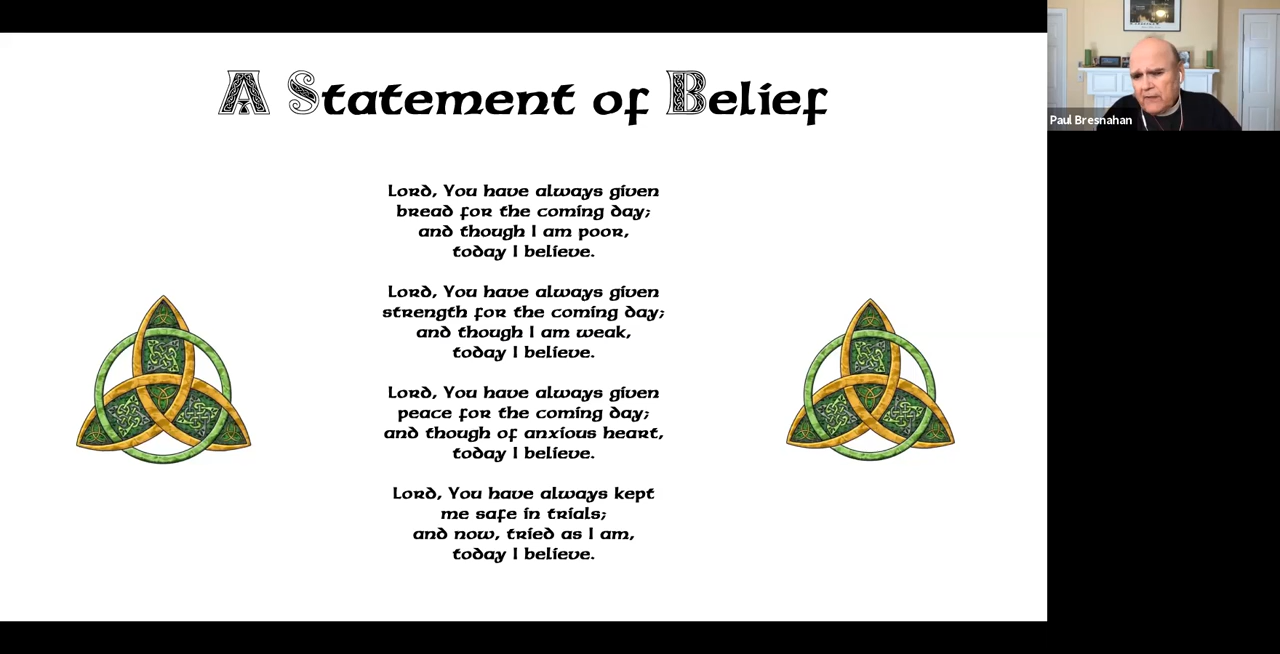 A Statement of Belief
Lord, You have always given
bread for the coming day;
and though I am poor,
today I believe.
Lord, You have always given
strength for the coming day;
and though I am weak,
today I believe.
Lord, You have always given
peace for the coming day;
and though of anxious heart,
today I believe.
Lord, You have always kept
me safe in trials;
and now, tried as I am,
today I believe.
Paul Bresnahan